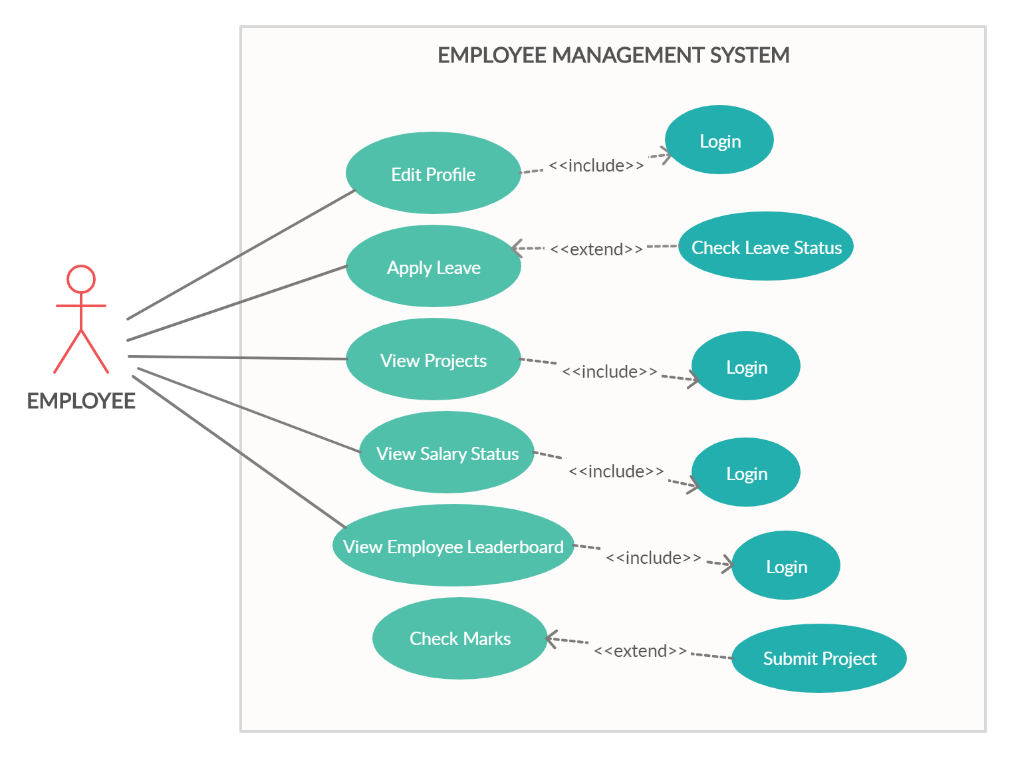 EMPLOYEE MANAGEMENT SYSTEM
Edit Profile
<<include>>
Login
Apply Leave
<<extend>>
Check Leave Status
View Projects
<<include>>
Login
EMPLOYEE
View Salary Status
<<include>>
Login
View Employee Leaderboard
<<include>>
Login
Check Marks
<<extend>>
Submit Project